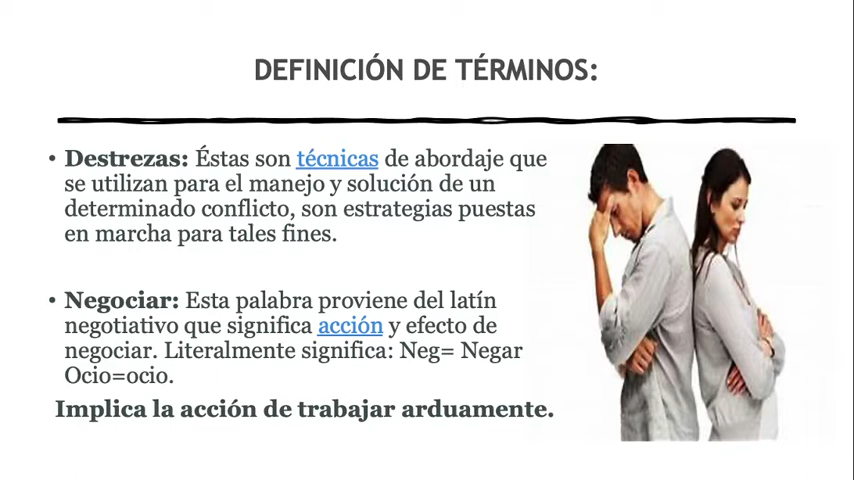 DEFINICIÓN DE TÉRMINOS:
• Destrezas: Éstas son técnicas de abordaje que
se utilizan para el manejo y solución de un
determinado conflicto, son estrategias puestas
en marcha para tales fines.
• Negociar: Esta palabra proviene del latín
negotiativo que significa acción y efecto de
negociar. Literalmente significa: Neg= Negar
Ocio=ocio.
Implica la acción de trabajar arduamente.